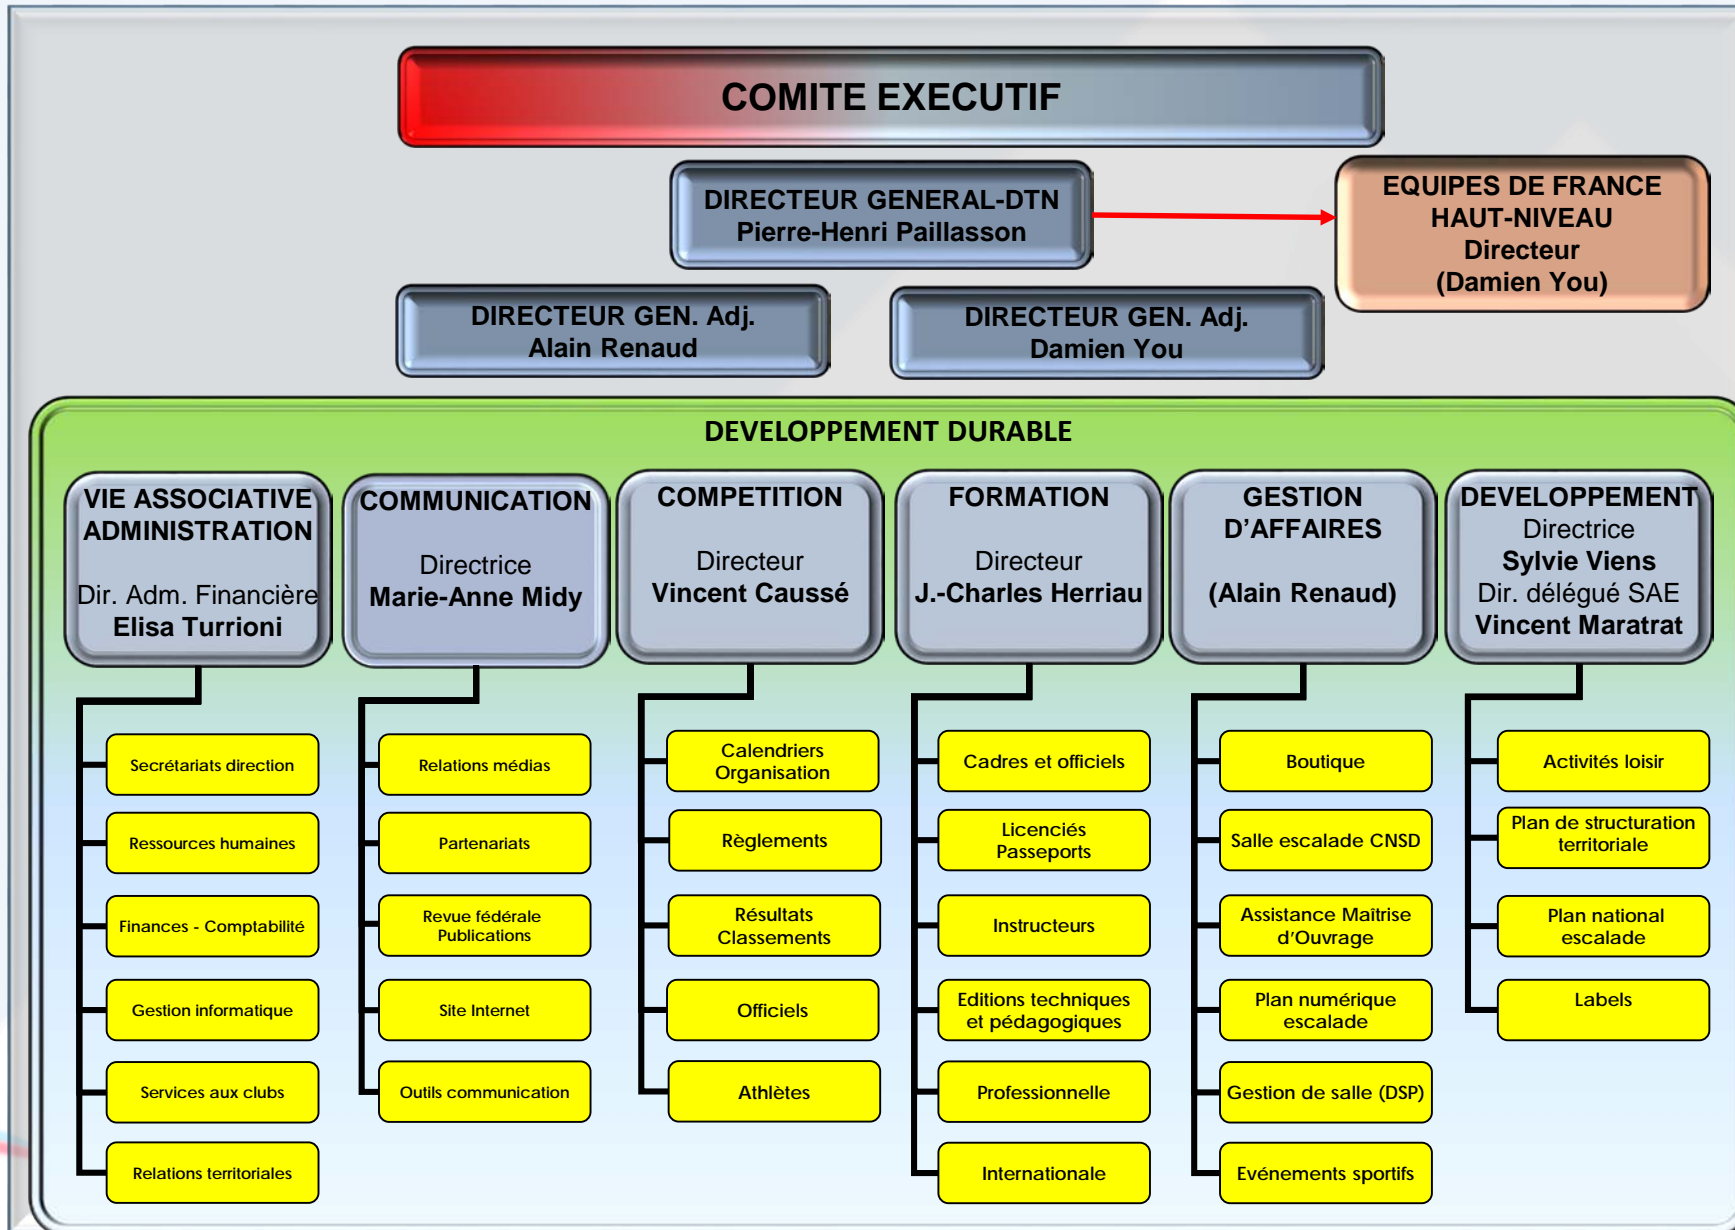 COMITE EXECUTIF
DIRECTEUR GENERAL-DTN
Pierre-Henri Paillasson
EQUIPES DE FRANCE
HAUT-NIVEAU
Directeur
(Damien You)
DIRECTEUR GEN. Adj.
Alain Renaud
DIRECTEUR GEN. Adj.
Damien You
DEVELOPPEMENT DURABLE
VIE ASSOCIATIVE
ADMINISTRATION
Dir. Adm. Financière
Elisa Turrioni
Secrétariats direction
Ressources humaines
Finances - Comptabilité
Gestion informatique
Services aux clubs
Relations territoriales
COMMUNICATION
Directrice
Marie-Anne Midy
Relations médias
Partenariats
Revue fédérale
Publications
Site Internet
Outils communication
COMPETITION
Directeur
Vincent Caussé
Calendriers
Organisation
Règlements
Résultats
Classements
Officiels
Athlètes
FORMATION
Directeur
J.-Charles Herriau
Cadres et officiels
Licenciés
Passeports
Instructeurs
Editions techniques
et pédagogiques
Professionnelle
Internationale
GESTION
D’AFFAIRES
(Alain Renaud)
Boutique
Salle escalade CNSD
Assistance Maîtrise
d'Ouvrage
Plan numérique
escalade
Gestion de salle (DSP)
Evénements sportifs
DEVELOPPEMENT
Directrice
Sylvie Viens
Dir. délégué SAE
Vincent Maratrat
Activités loisir
Plan de structuration
territoriale
Plan national
escalade
Labels